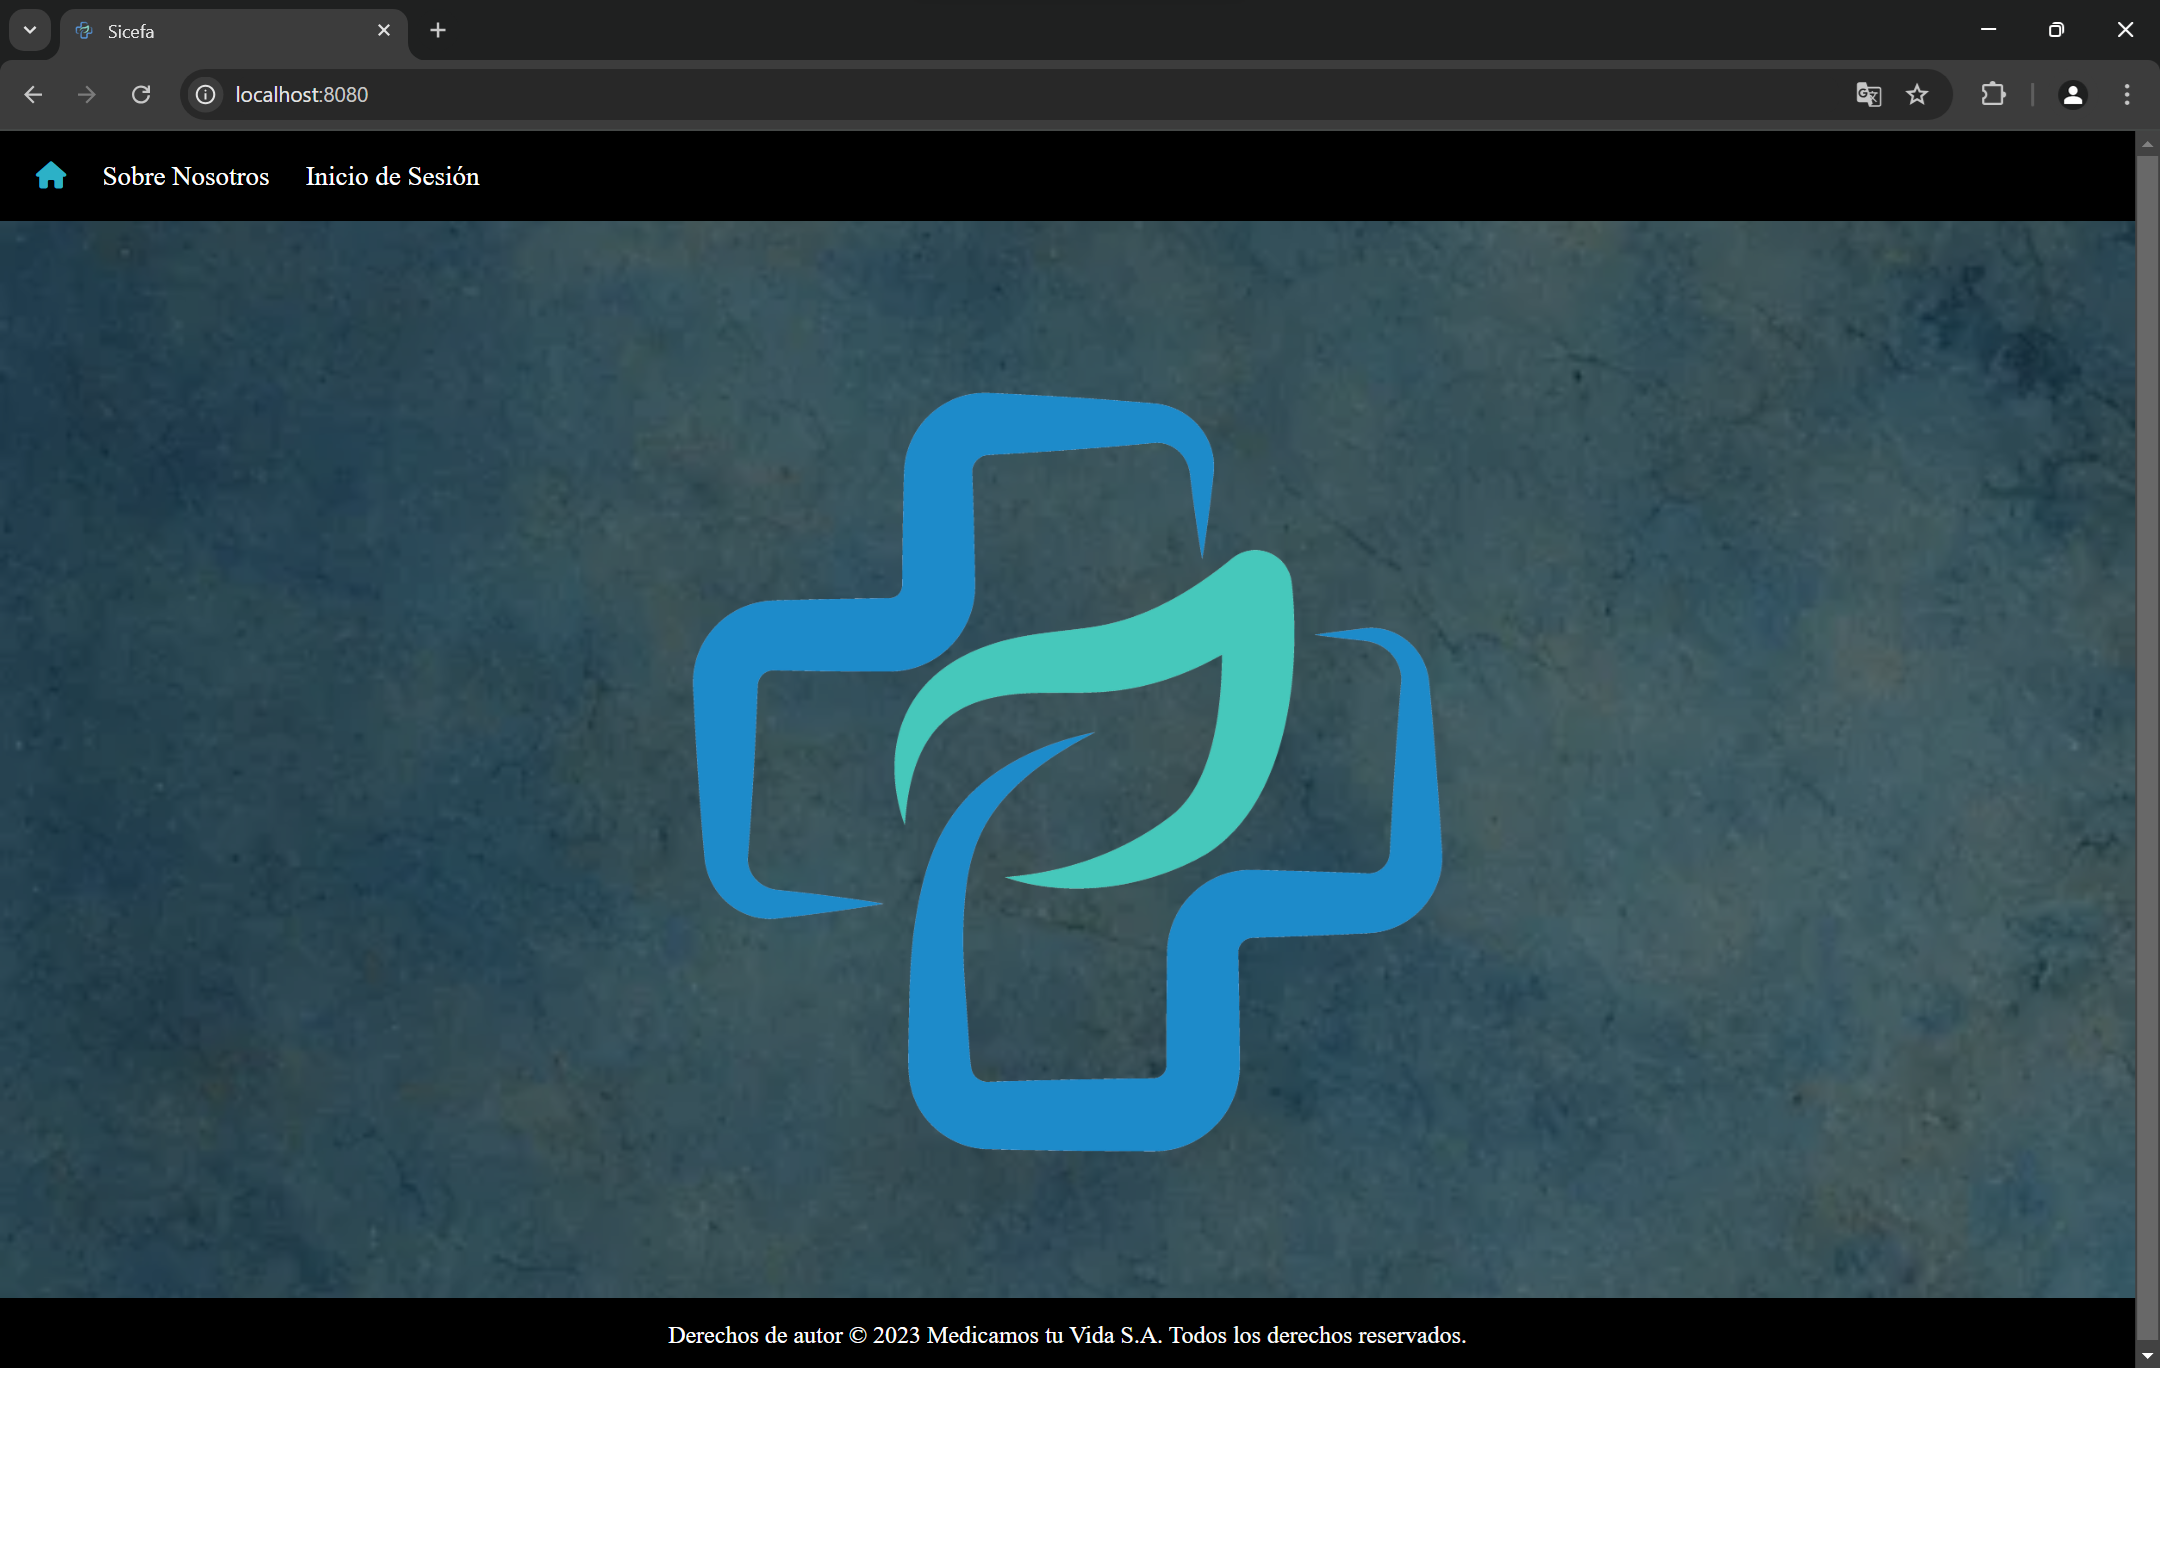 Sicefa
localhost:8080
Sobre Nosotros Inicio de Sesión
Derechos de autor © 2023 Medicamos tu Vida S.A. Todos los derechos reservados.